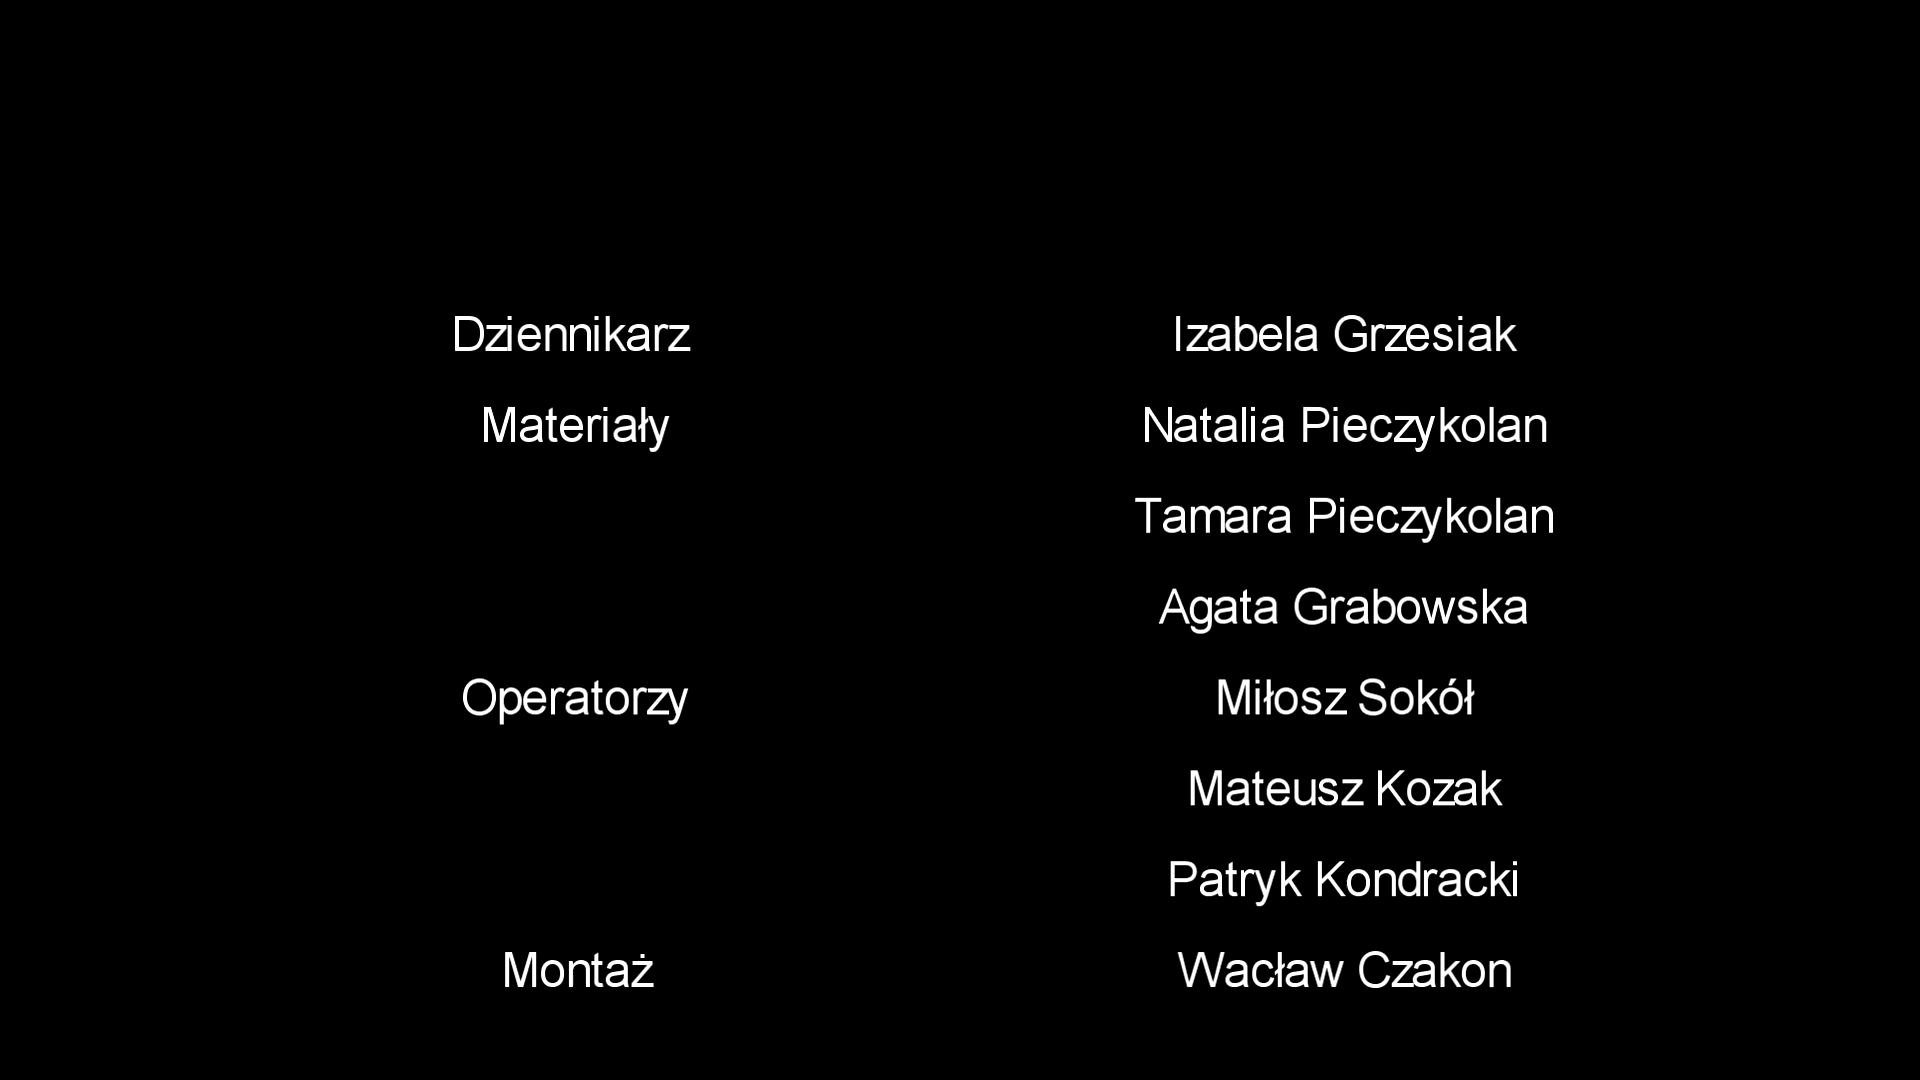 Dziennikarz Izabela Grzesiak
Materiały Natalia Pieczykolan
Tamara Pieczykolan
Agata Grabowska
Operatorzy Miłosz Sokół
Mateusz Kozak
Patryk Kondracki
Montaż Wacław Czakon